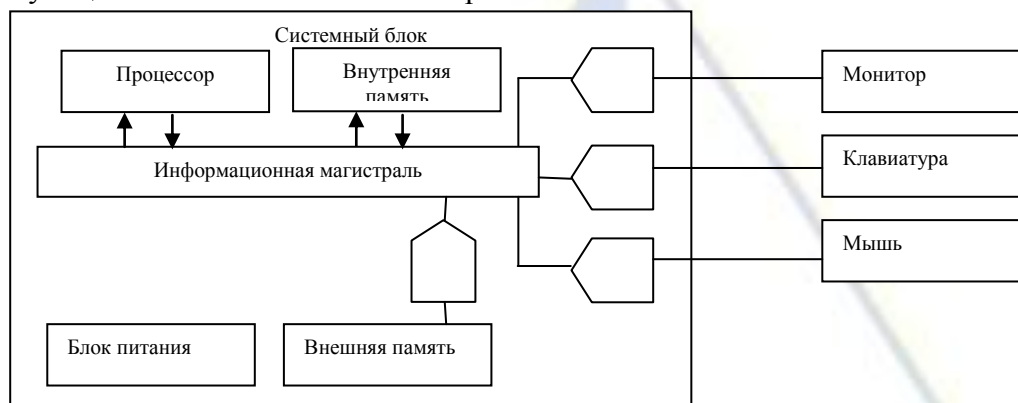 Системный блок
Процессор
Внутренняя
память
Монитор
Информационная магистраль
Клавиатура
Мышь
Блок питания
Внешняя память